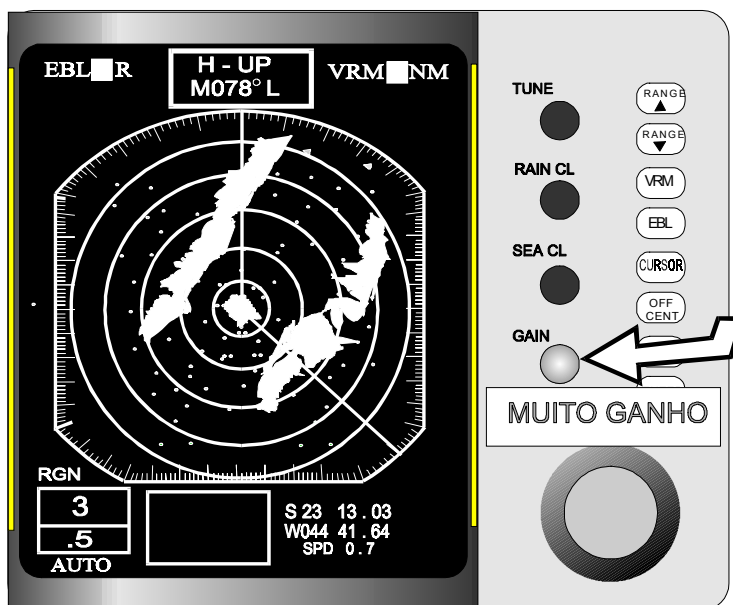 EBL R
H - UP
M078° L
VRM NM
TUNE
RANGE
RANGE
RAIN CL
VRM
EBL
SEA CL
CURSOR
OFF
CENT
GAIN
MUITO GANHO
RGN
3
.5
AUTO
S 23 13 . 03
W044 41 . 64
SPD 0 . 7